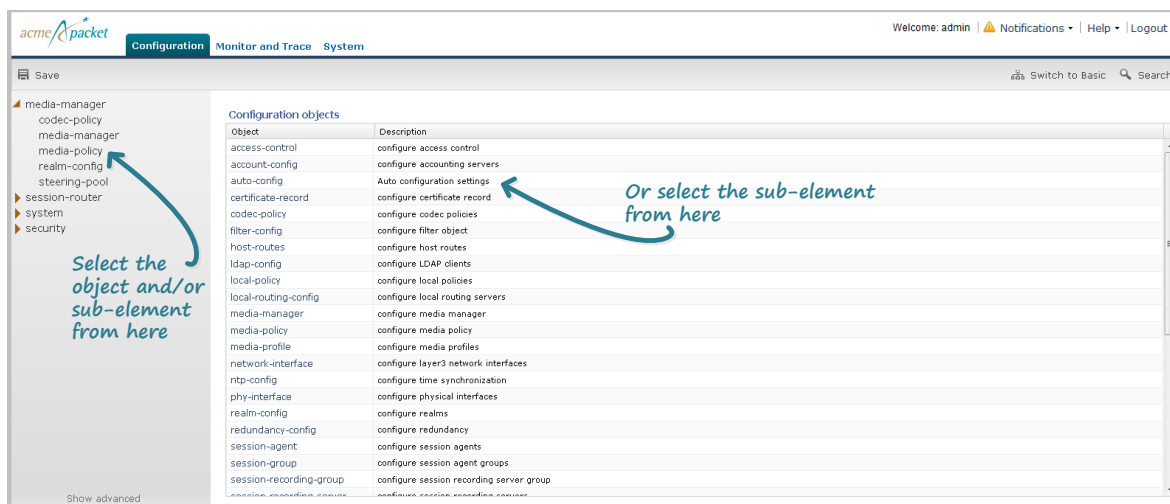 acme packet
Configuration Monitor and Trace System
Welcome: admin | Notifications | Help | Logout
Save
Switch to Basic Search
media-manager
codec-policy
media-manager
media-policy
realm-config
steering-pool
session-router
system
security
Select the
object and/or
sub-element
from here
Show advanced
Configuration objects
Object Description
access-control configure access control
account-config configure accounting servers
auto-config Auto configuration settings
certificate-record configure certificate record
codec-policy configure codec policies
filter-config configure filter object
host-routes configure host routes
ldap-config configure LDAP clients
local-policy configure local policies
local-routing-config configure local routing servers
media-manager configure media manager
media-policy configure media policy
media-profile configure media profiles
network-interface configure layer3 network interfaces
ntp-config configure time synchronization
phy-interface configure physical interfaces
realm-config configure realms
redundancy-config configure redundancy
session-agent configure session agents
session-group configure session agent groups
session-recording-group configure session recording server group
session-recording-server configure session recording servers
Or select the sub-element
from here